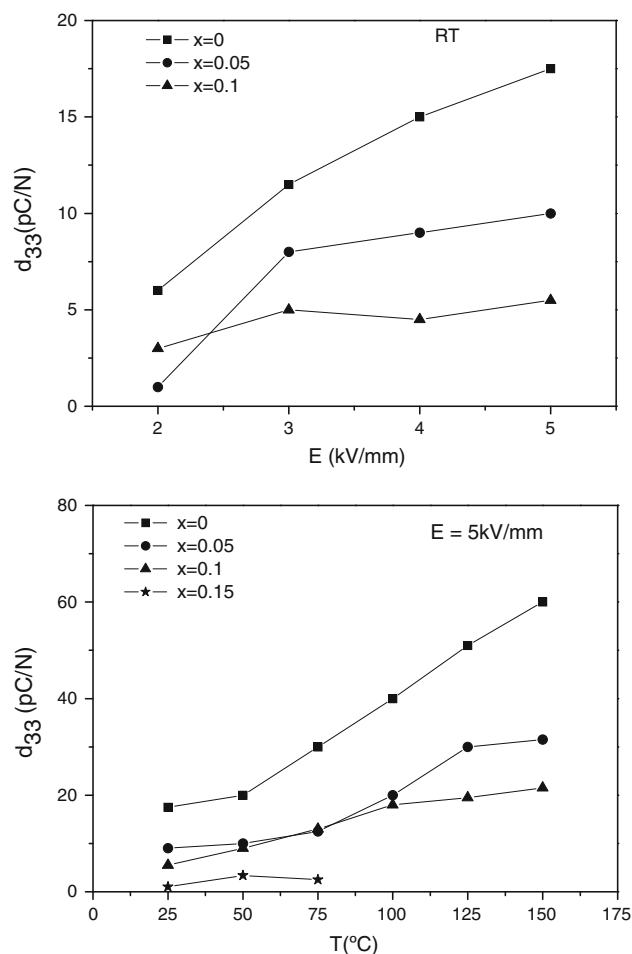 20
15
10
5
0
d33(pC/N)
x=0
x=0.05
x=0.1
RT
2 3 4 5
E (kV/mm)
80
60
40
20
0
d33 (pC/N)
x=0
x=0.05
x=0.1
x=0.15
E = 5kV/mm
0 25 50 75 100 125 150 175
T(ºC)